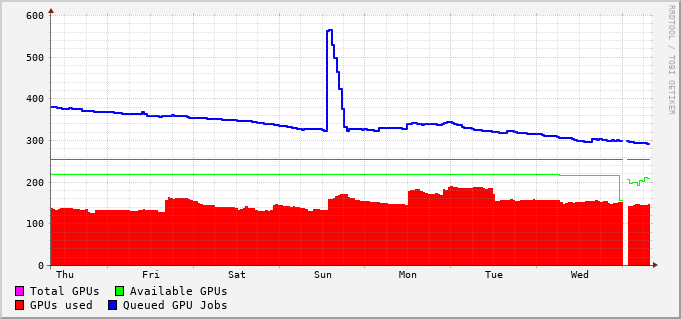 600
500
400
300
200
100
0
Thu Fri Sat Sun Mon Tue Wed
Total GPUs Available GPUs
GPUs used Queued GPU Jobs
RRDTOOL / TOBI OETIKER